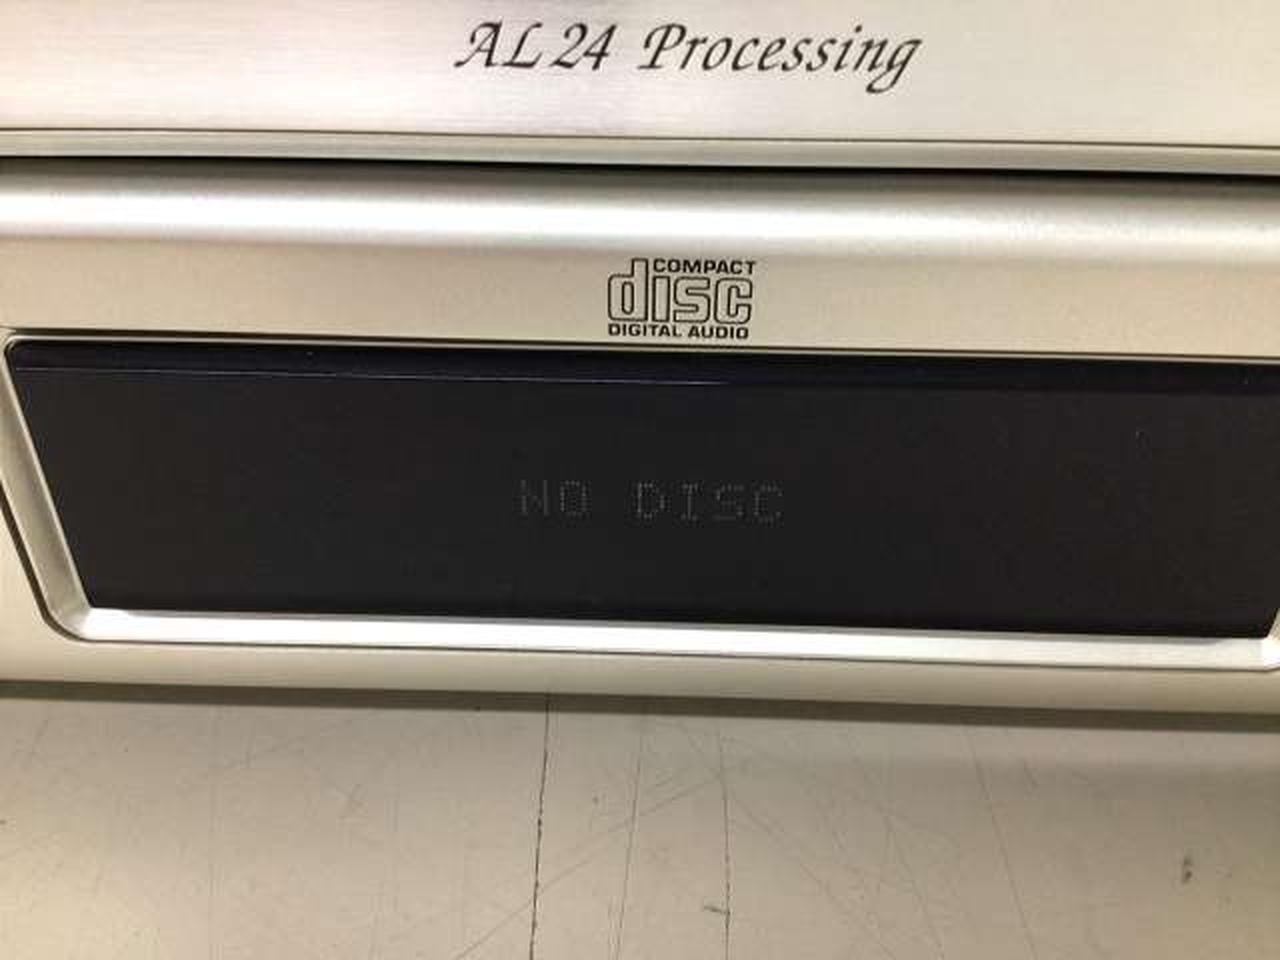 AL24 Processing
COMPACT
disc
DIGITAL AUDIO
NO DISC